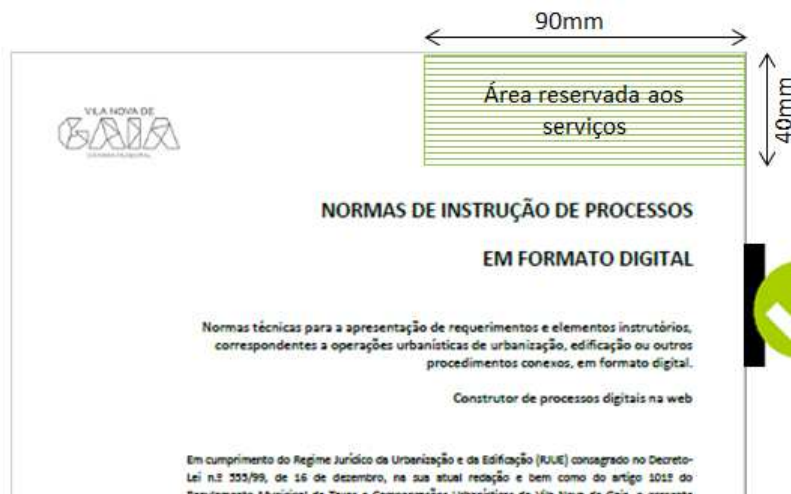 90mm
Área reservada aos
serviços
40mm
VILA NOVA DE
GAIA
NORMAS DE INSTRUÇÃO DE PROCESSOS
EM FORMATO DIGITAL
Normas técnicas para a apresentação de requerimentos e elementos instrutórios,
correspondentes a operações urbanísticas de urbanização, edificação ou outros
procedimentos conexos, em formato digital.
Construtor de processos digitais na web
Em cumprimento do Regime Jurídico da Urbanização e da Edificação (RJUE) consagrado no Decreto-
Lei n.º 555/99, de 16 de dezembro, na sua atual redação e bem como do artigo 101º do